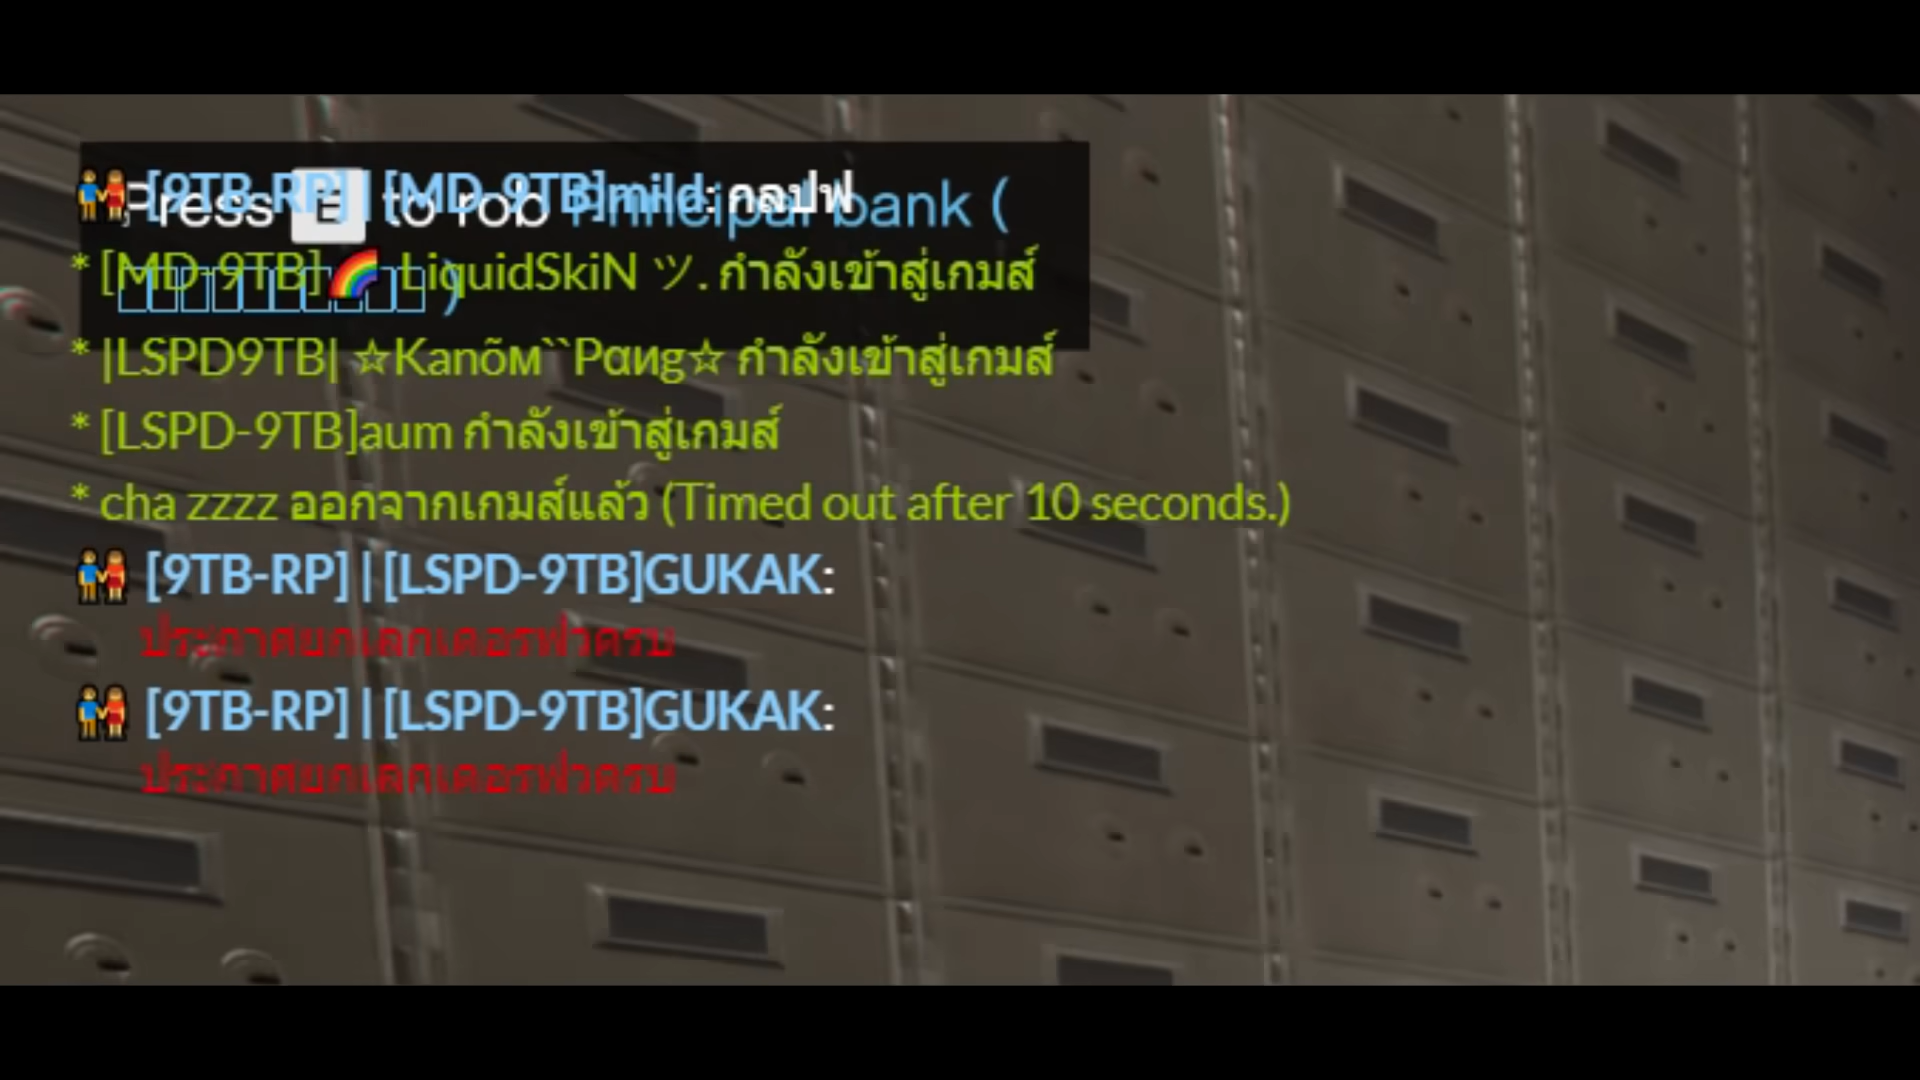 [9TB-RP] | [MD-9TB]mild: กลปฟ
Press E to rob Principal bank (
)
* [MD-9TB]🌈 LiquidSkiN ツ. กำลังเข้าสู่เกมส์
* |LSPD9TB| ☆Kanõм``Pαиg☆ กำลังเข้าสู่เกมส์
* [LSPD-9TB]aum กำลังเข้าสู่เกมส์
* cha zzzz ออกจากเกมส์แล้ว (Timed out after 10 seconds.)
[9TB-RP] | [LSPD-9TB]GUKAK:
[9TB-RP] | [LSPD-9TB]GUKAK: